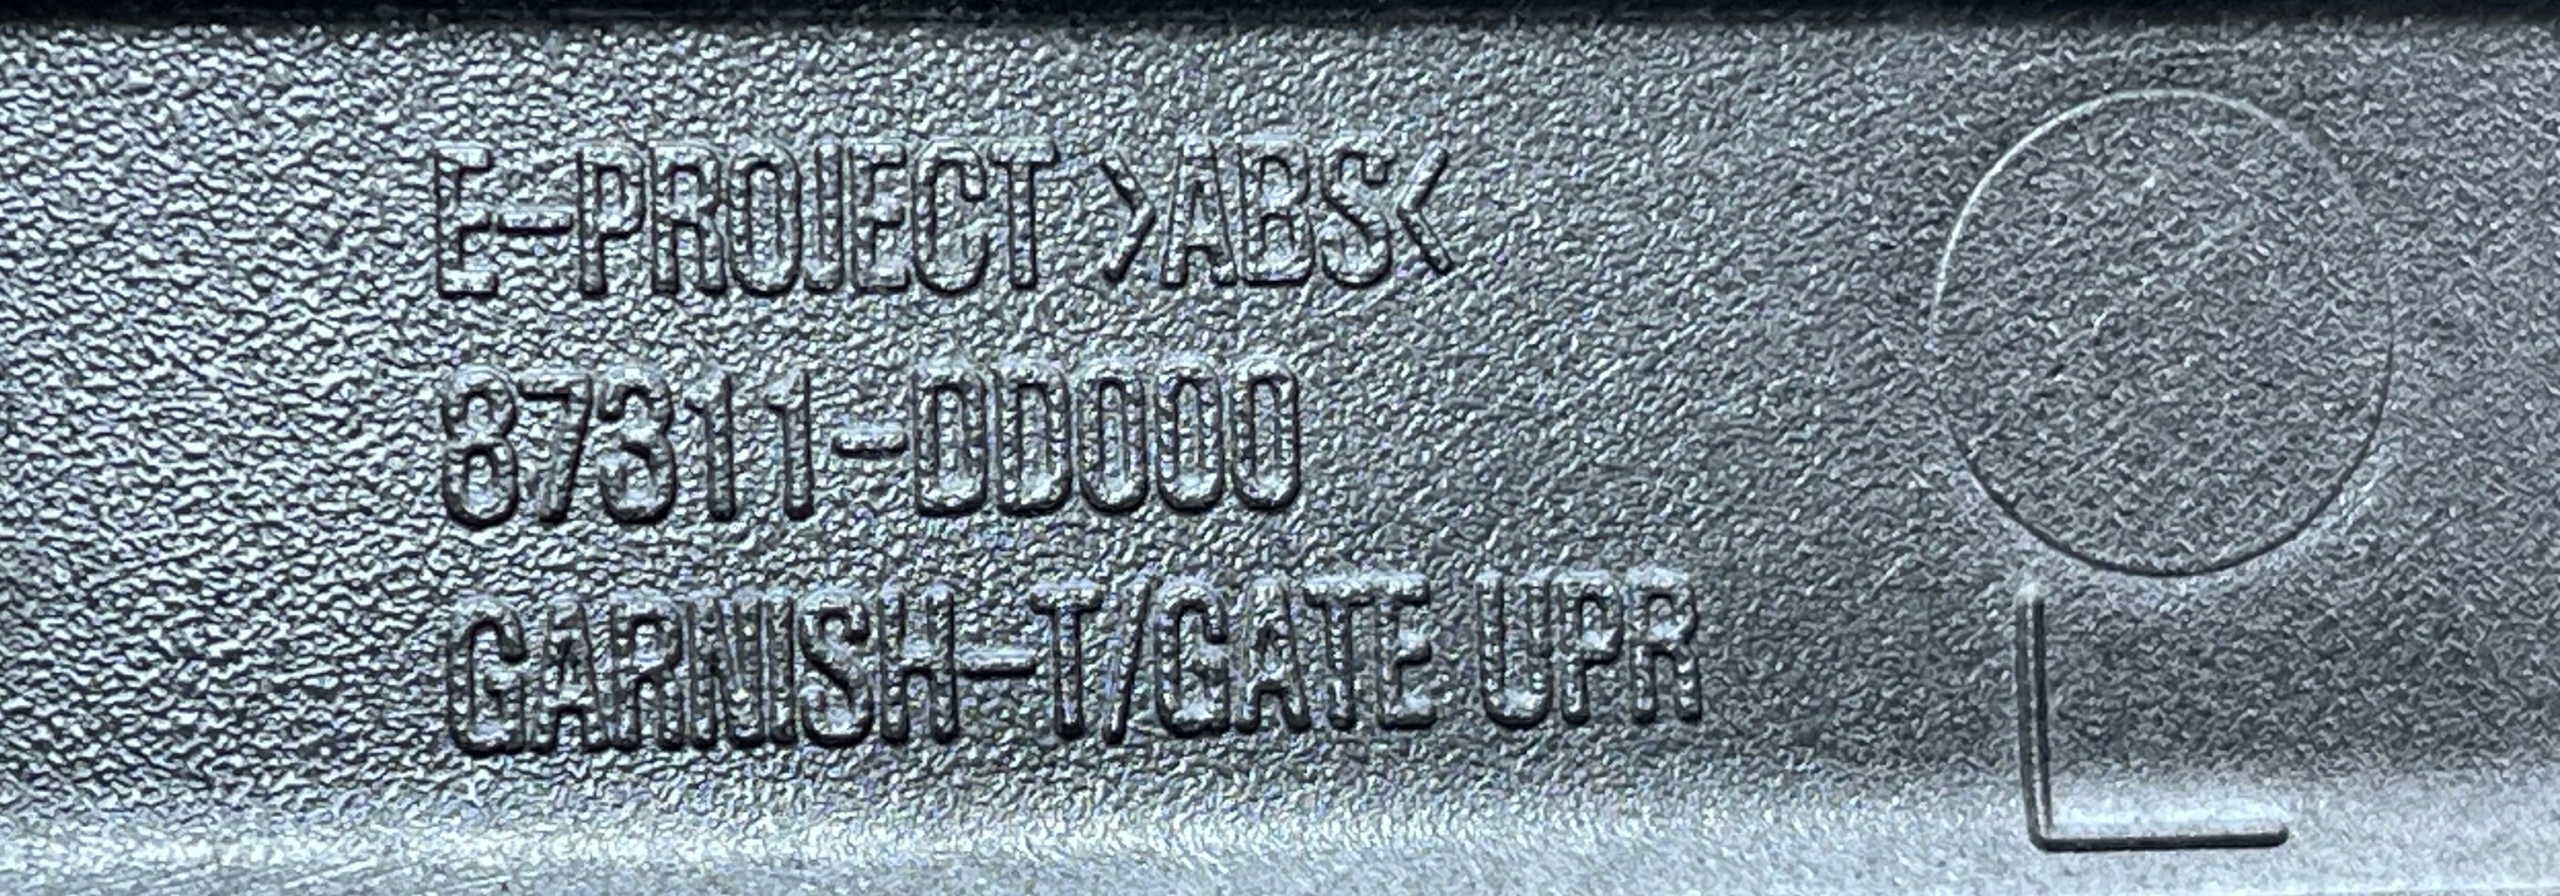 E-PROJECT >ABS<
87311-DD000
GARNISH-T/GATE UPR
L